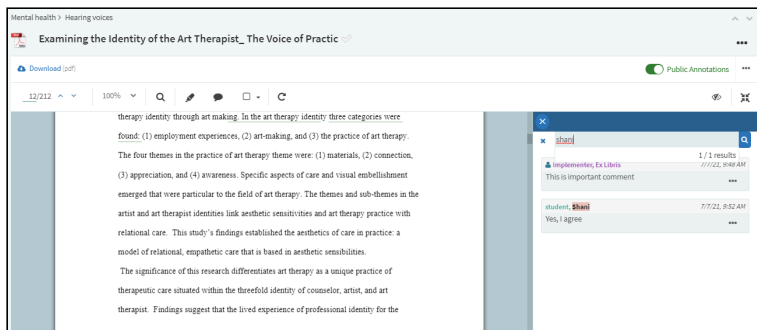 Mental health > Hearing voices
Examining the Identity of the Art Therapist_ The Voice of Practic
Download (pdf)
Public Annotations
12/212
100%
therapy identity through art making. In the art therapy identity three categories were
found: (1) employment experiences, (2) art-making, and (3) the practice of art therapy.
The four themes in the practice of art therapy theme were: (1) materials, (2) connection,
(3) appreciation, and (4) awareness. Specific aspects of care and visual embellishment
emerged that were particular to the field of art therapy. The themes and sub-themes in the
artist and art therapist identities link aesthetic sensitivities and art therapy practice with
relational care. This study's findings established the aesthetics of care in practice: a
model of relational, empathetic care that is based in aesthetic sensibilities.
The significance of this research differentiates art therapy as a unique practice of
therapeutic care situated within the threefold identity of counselor, artist, and art
therapist. Findings suggest that the lived experience of professional identity for the
shani
1 / 1 results
Implementer, Ex Libris 7/7/21, 9:48 AM
This is important comment
student, Shani 7/7/21, 9:52 AM
Yes, I agree